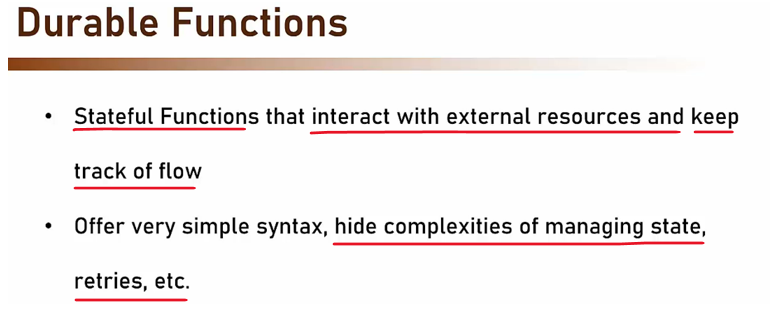 Durable Functions
• Stateful Functions that interact with external resources and keep
track of flow
• Offer very simple syntax, hide complexities of managing state,
retries, etc.